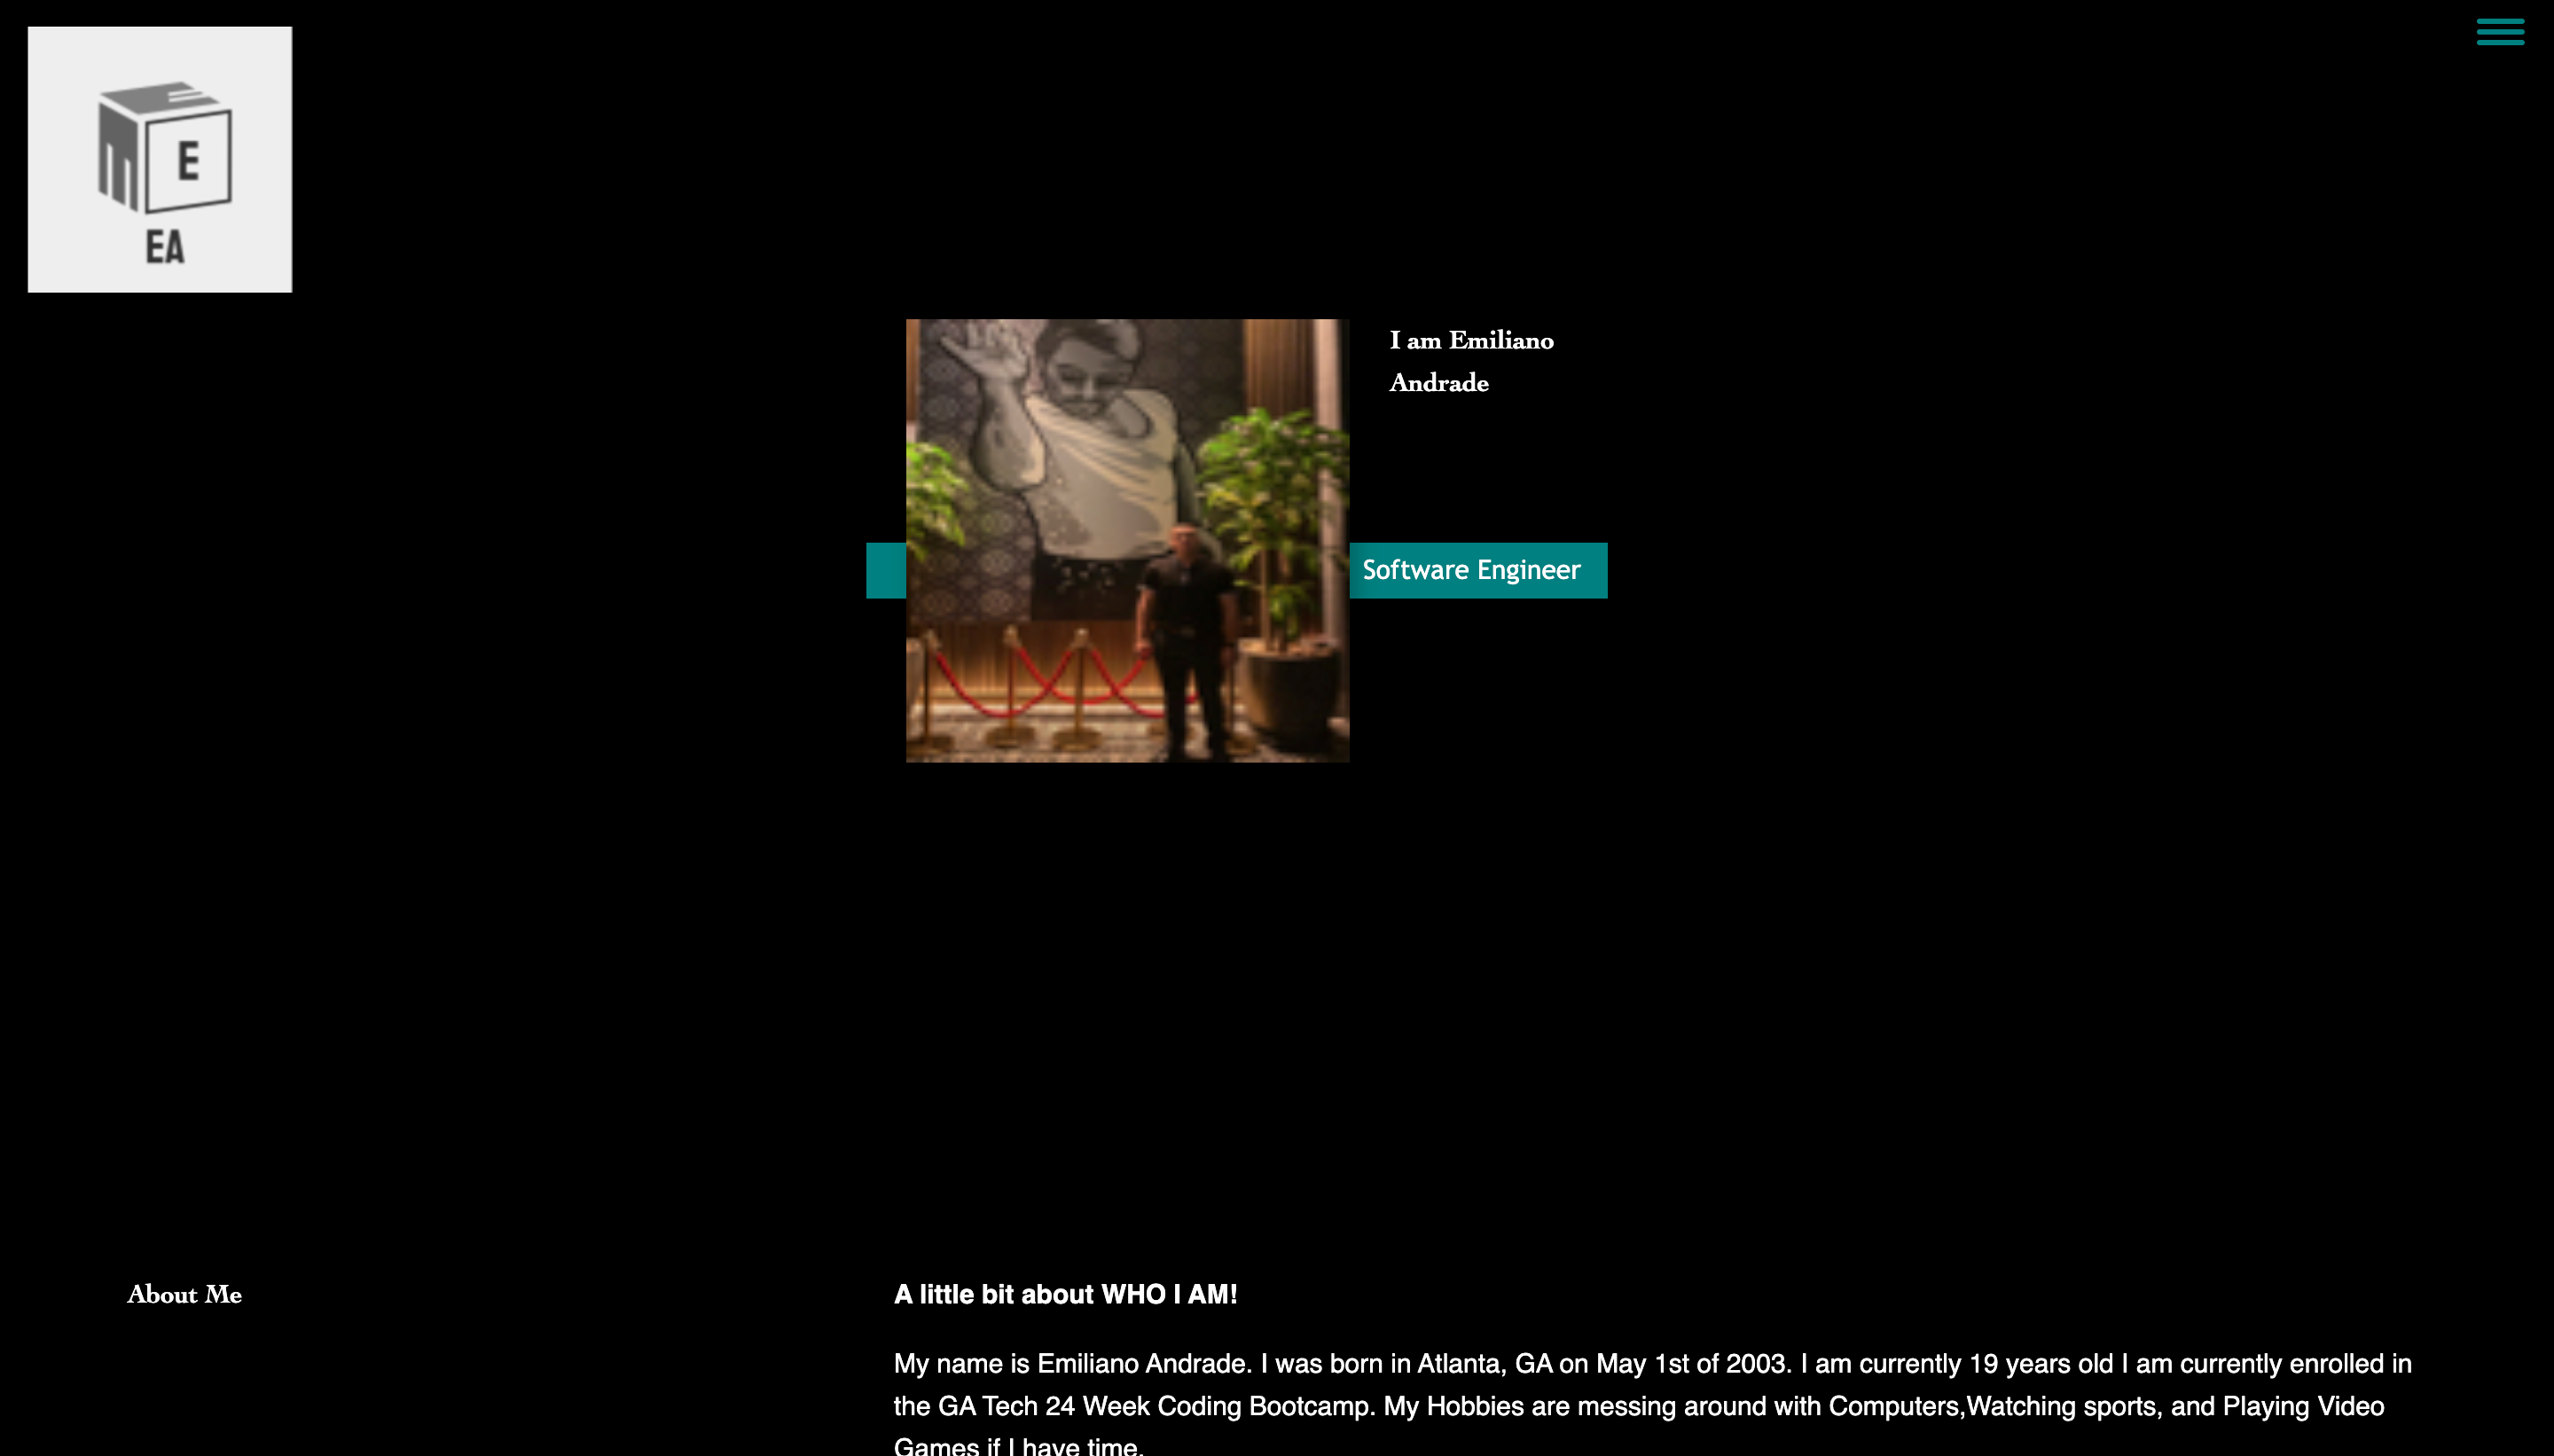 E
EA
I am Emiliano
Andrade
Software Engineer
About Me
A little bit about WHO I AM!
My name is Emiliano Andrade. I was born in Atlanta, GA on May 1st of 2003. I am currently 19 years old I am currently enrolled in
the GA Tech 24 Week Coding Bootcamp. My Hobbies are messing around with Computers,Watching sports, and Playing Video
Games if I have time.